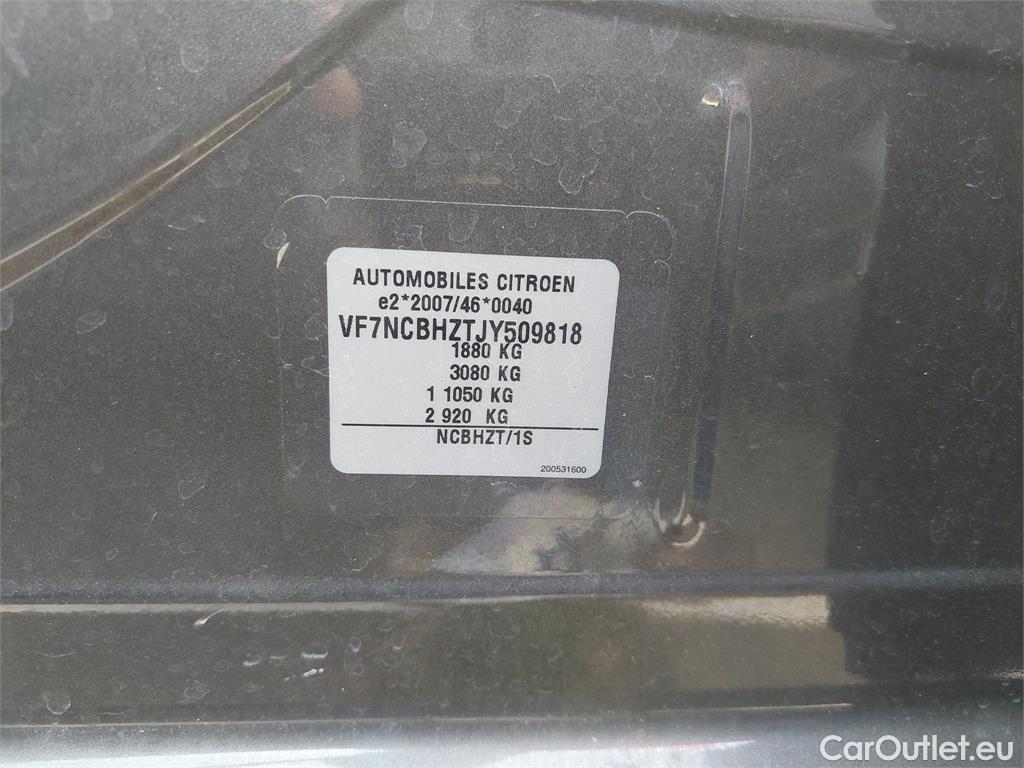 AUTOMOBILES CITROEN
e2*2007/46*0040
VF7NCBHZTJY509818
1880 KG
3080 KG
1 1050 KG
2 920 KG
NCBHZT/1S
200531600
CarOutlet.eu